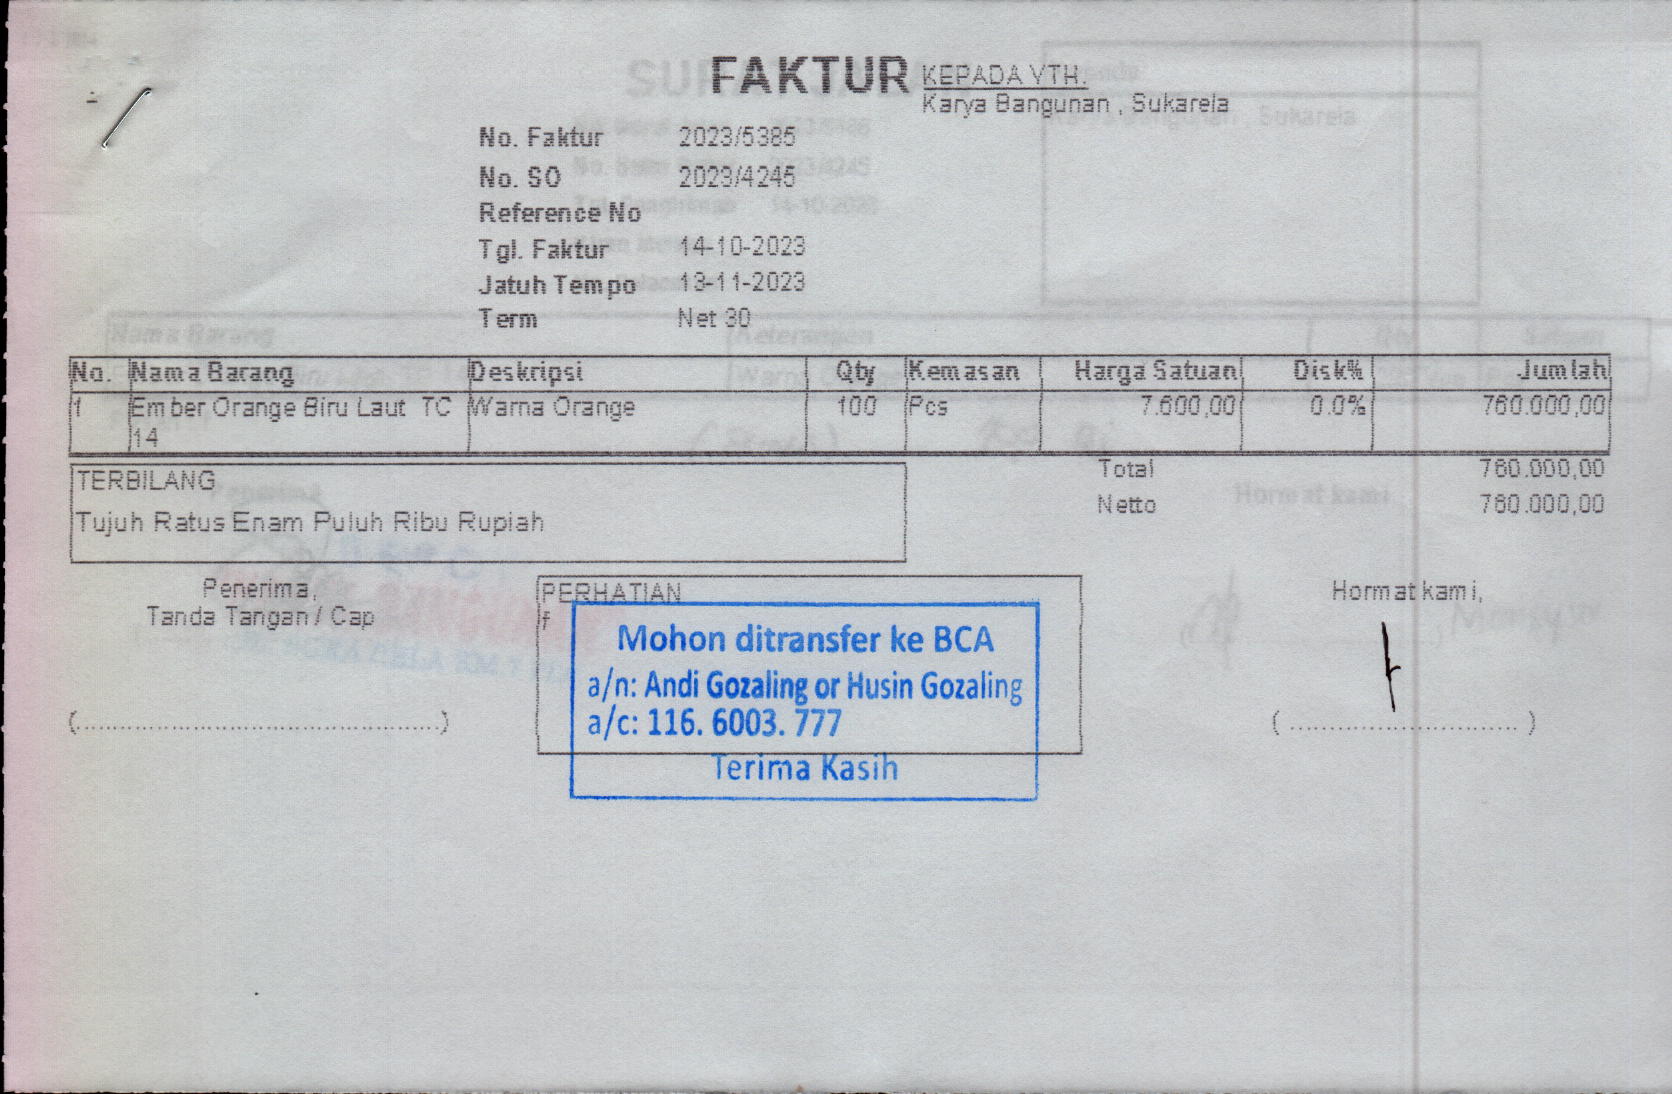 FAKTUR
KEPADA YTH.
Karya Bangunan , Sukarela
No. Faktur 2023/5385
No. SO 2023/4245
Reference No
Tgl. Faktur 14-10-2023
Jatuh Tempo 13-11-2023
Term Net 30
No. Nama Barang Deskripsi Qty Kemasan Harga Satuan Disk% Jumlah
1 Ember Orange Biru Laut TC Warna Orange 100 Pcs 7.600,00 0.0% 760.000,00
14
Total 760.000,00
TERBILANG
Netto 760.000,00
Tujuh Ratus Enam Puluh Ribu Rupiah
Penerima,
Tanda Tangan / Cap
(..........................................)
PERHATIAN
f
Mohon ditransfer ke BCA
a/n: Andi Gozaling or Husin Gozaling
a/c: 116. 6003. 777
Terima Kasih
Hormat kami,
( ............................ )